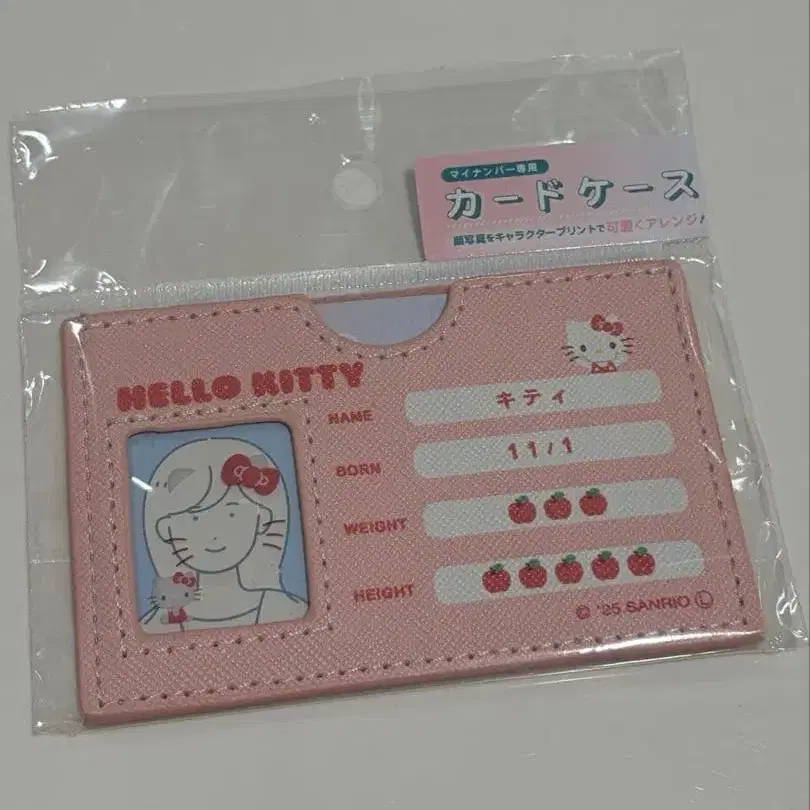 マイナンバー専用
カードケース
顔写真をキャラクタープリントで可愛くアレンジ!
HELLO KITTY
NAME キティ
BORN 11/1
WEIGHT
HEIGHT
© '25 SANRIO Ⓛ